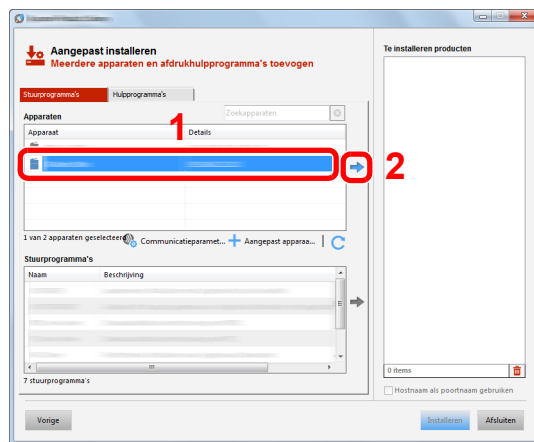 Aangepast installeren
Meerdere apparaten en afdrukhulpprogramma's toevogen
Stuurprogramma's
Hulpprogramma's
Apparaten
Zoekapparaten
1
Apparaat
Details
2
1 van 2 apparaten geselecteerd
Communicatieparamet...
Aangepast apparaa...
Stuurprogramma's
Naam
Beschrijving
7 stuurprogramma's
Te installeren producten
0 items
Hostnaam als poortnaam gebruiken
Vorige
Installeren
Afsluiten